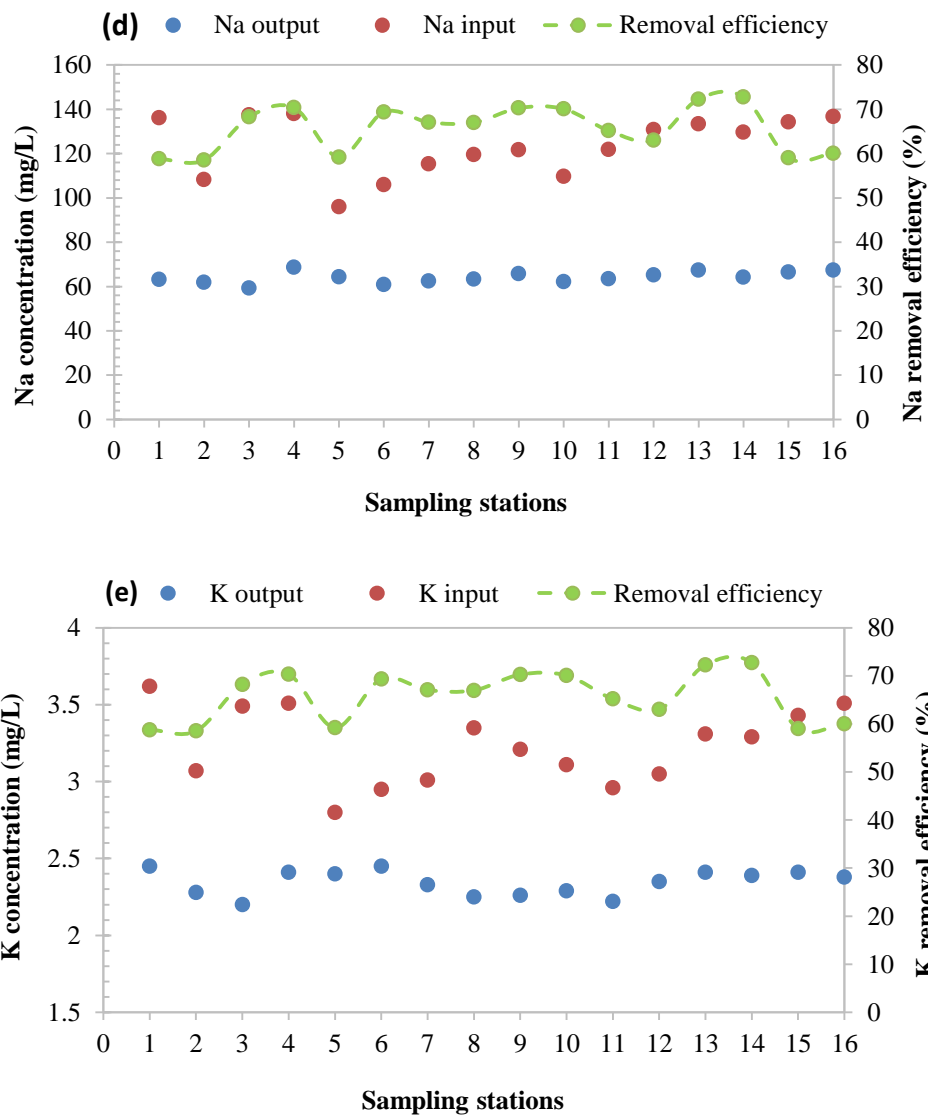 (d) Na output Na input Removal efficiency
160 80
140 70
120 60
100 50
80 40
60 30
40 20
20 10
0 0
0 1 2 3 4 5 6 7 8 9 10 11 12 13 14 15 16
Na concentration (mg/L)
Na removal efficiency (%)
Sampling stations
(e) K output K input Removal efficiency
4 80
70
3.5 60
3 50
40
2.5 30
2 20
10
1.5 0
0 1 2 3 4 5 6 7 8 9 10 11 12 13 14 15 16
K concentration (mg/L)
K removal efficiency (%)
Sampling stations